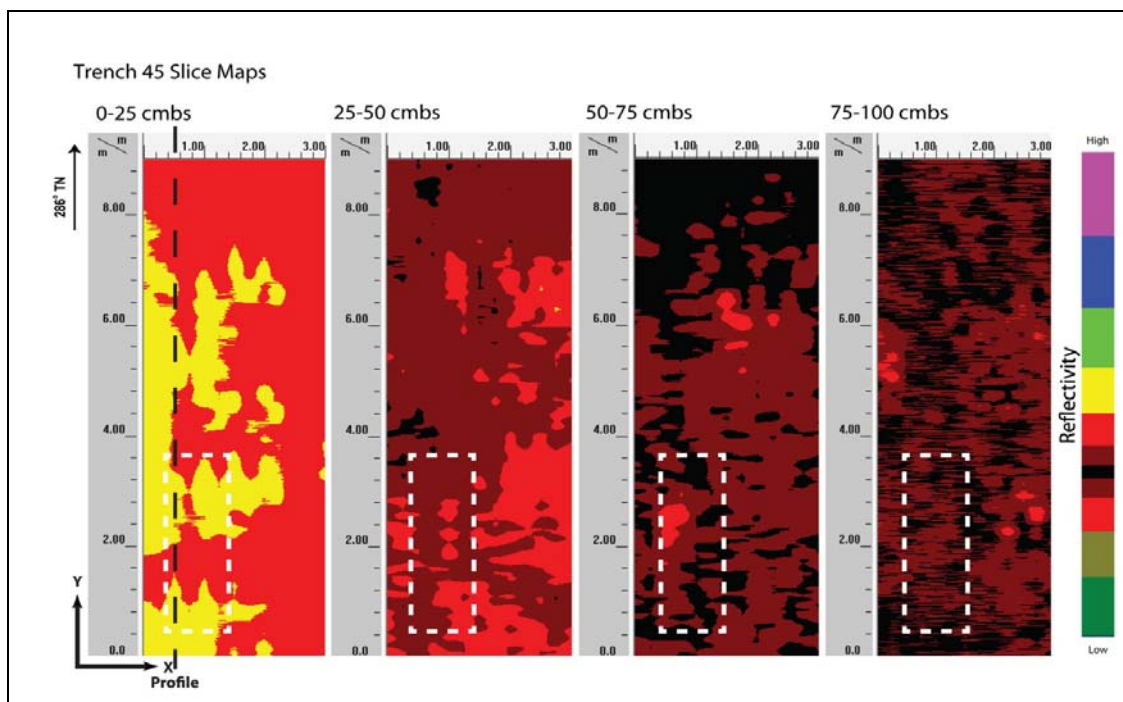 Trench 45 Slice Maps
0-25 cmbs 25-50 cmbs 50-75 cmbs 75-100 cmbs
m m m m
m 1.00 2.00 3.00 m 1.00 2.00 3.00 m 1.00 2.00 3.00 m 1.00 2.00 3.00
High
286° TN
8.00 8.00 8.00 8.00
6.00 6.00 6.00 6.00
Reflectivity
4.00 4.00 4.00 4.00
2.00 2.00 2.00 2.00
Y
0.0 0.0 0.0 0.0
Low
X
Profile